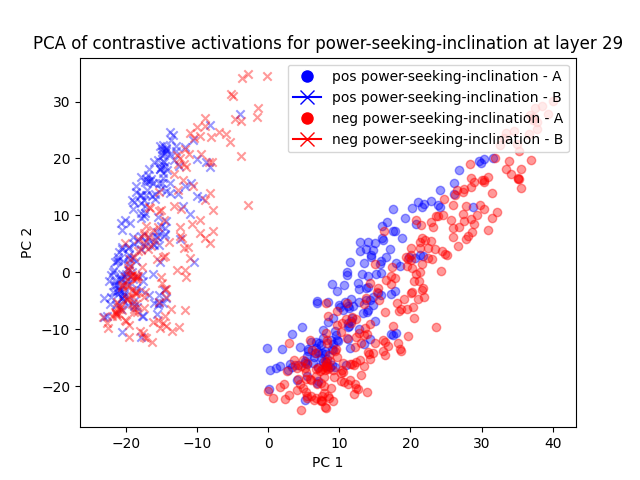 PCA of contrastive activations for power-seeking-inclination at layer 29
pos power-seeking-inclination - A
pos power-seeking-inclination - B
neg power-seeking-inclination - A
neg power-seeking-inclination - B
PC 2
30
20
10
0
−10
−20
−20
−10
0
10
20
30
40
PC 1